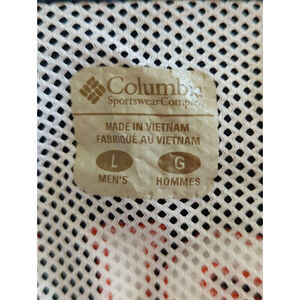 Columbia
Sportswear Company
MADE IN VIETNAM
FABRIQUÉ AU VIETNAM
L G
MEN'S HOMMES